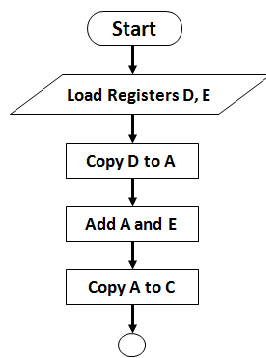 Start
Load Registers D, E
Copy D to A
Add A and E
Copy A to C